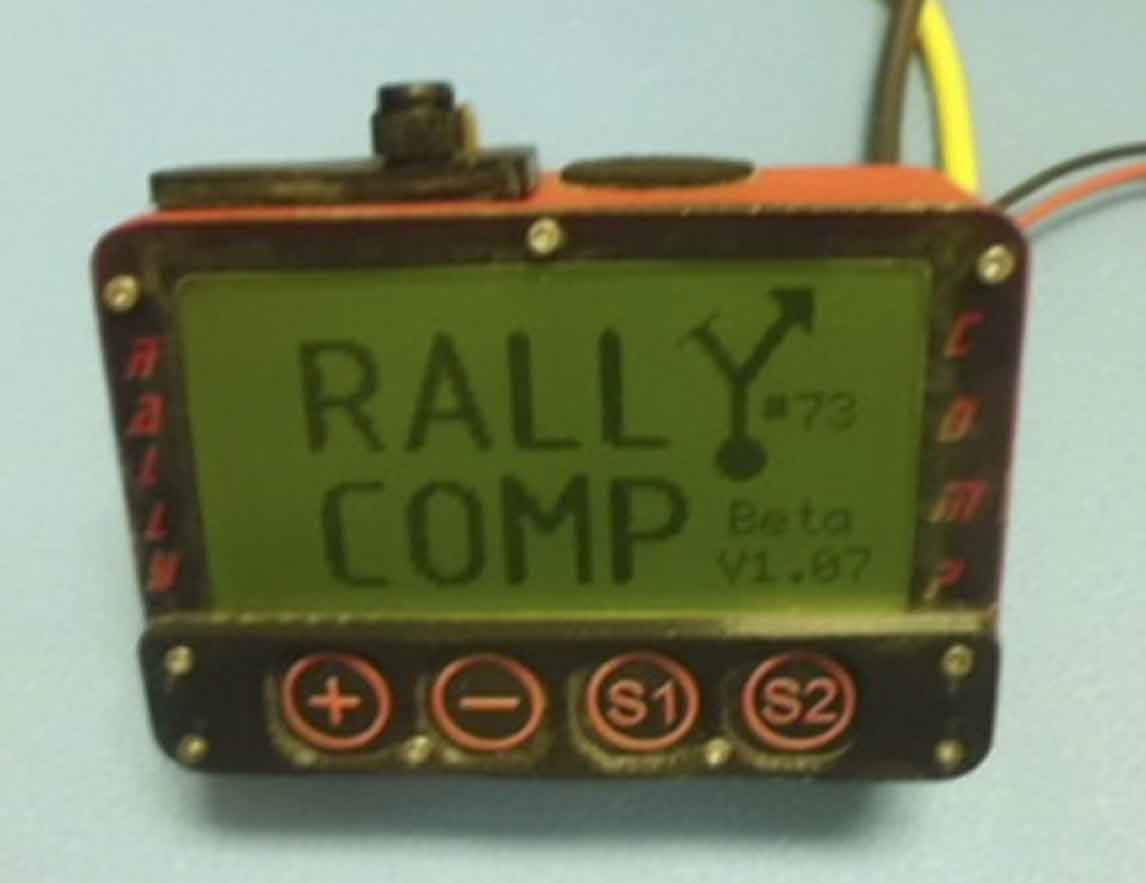 RALLY
#73
COMP
Beta
V1.07
RALLY
COMP
+
-
S1
S2